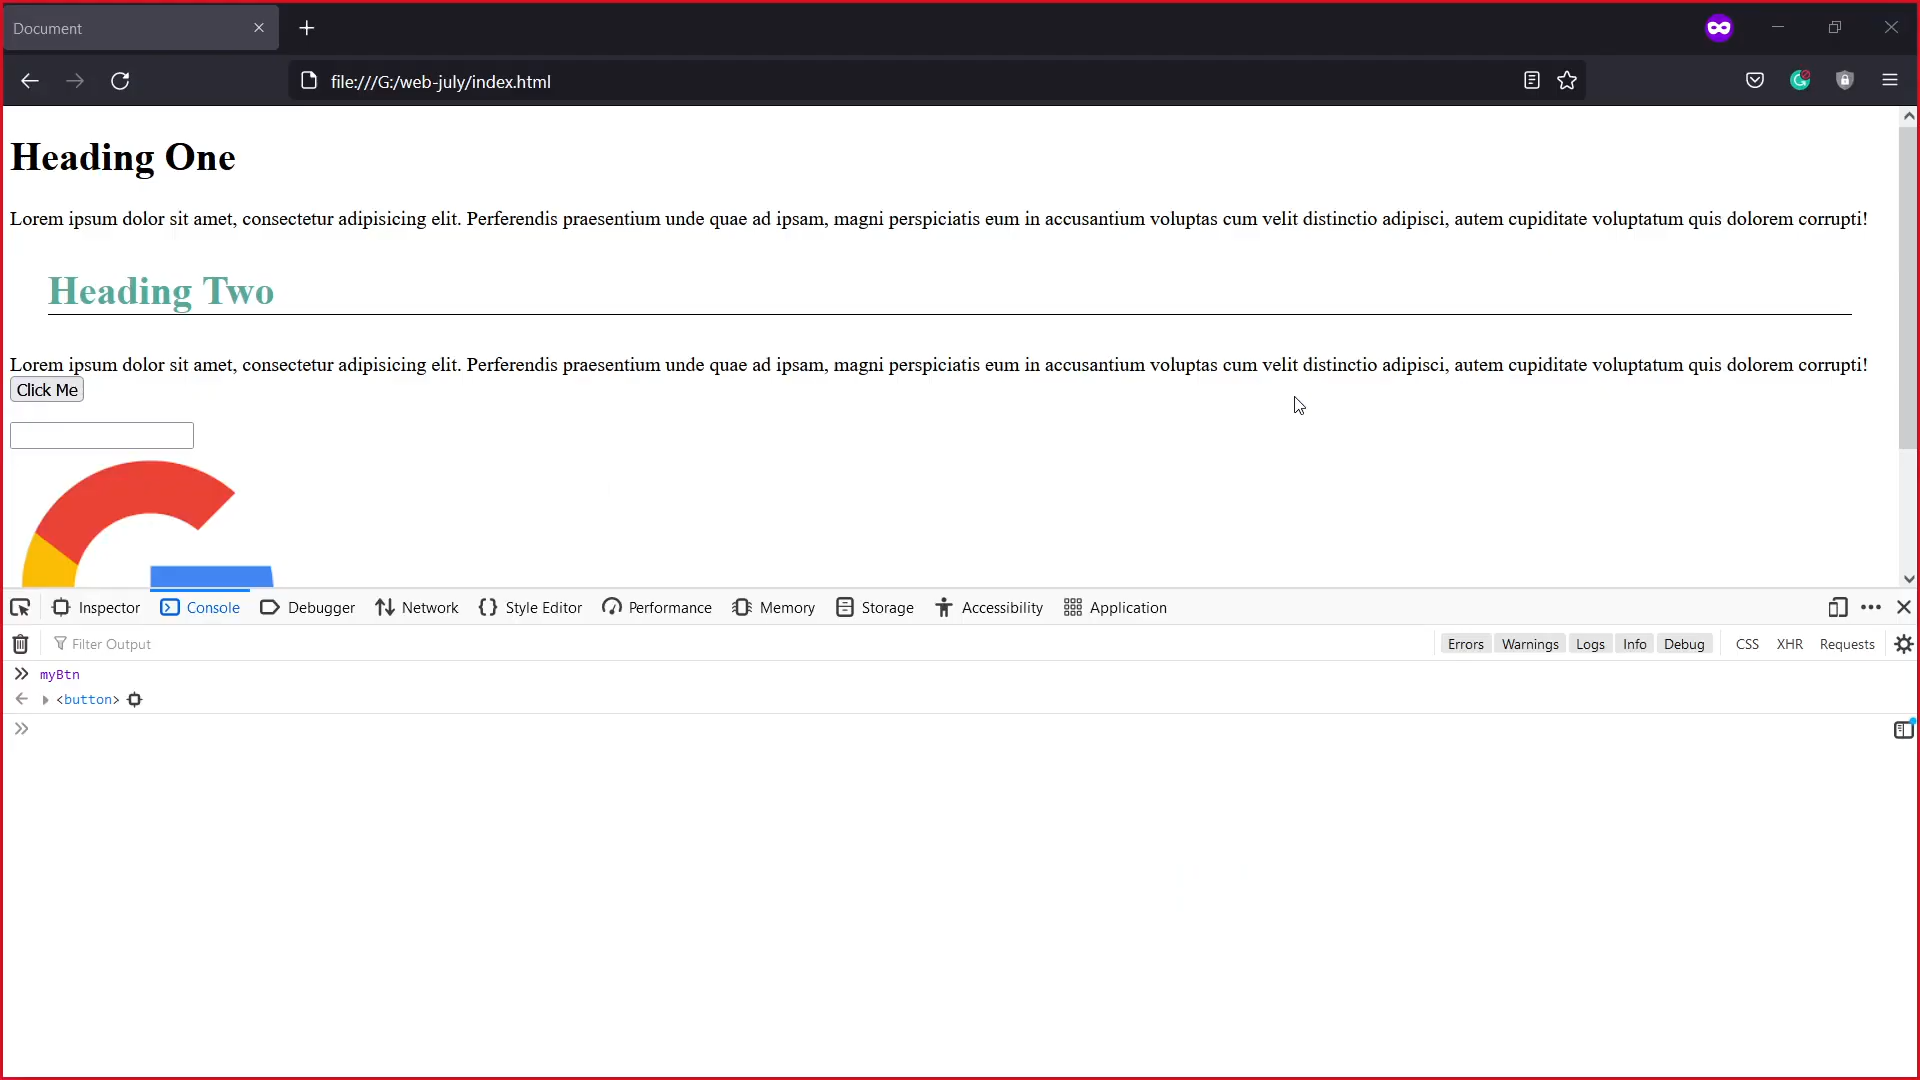 Document
file:///G:/web-july/index.html
Heading One
Lorem ipsum dolor sit amet, consectetur adipisicing elit. Perferendis praesentium unde quae ad ipsam, magni perspiciatis eum in accusantium voluptas cum velit distinctio adipisci, autem cupiditate voluptatum quis dolorem corrupti!
Heading Two
Lorem ipsum dolor sit amet, consectetur adipisicing elit. Perferendis praesentium unde quae ad ipsam, magni perspiciatis eum in accusantium voluptas cum velit distinctio adipisci, autem cupiditate voluptatum quis dolorem corrupti!
Click Me
Inspector Console Debugger Network Style Editor Performance Memory Storage Accessibility Application
Filter Output Errors Warnings Logs Info Debug CSS XHR Requests
myBtn
<button>